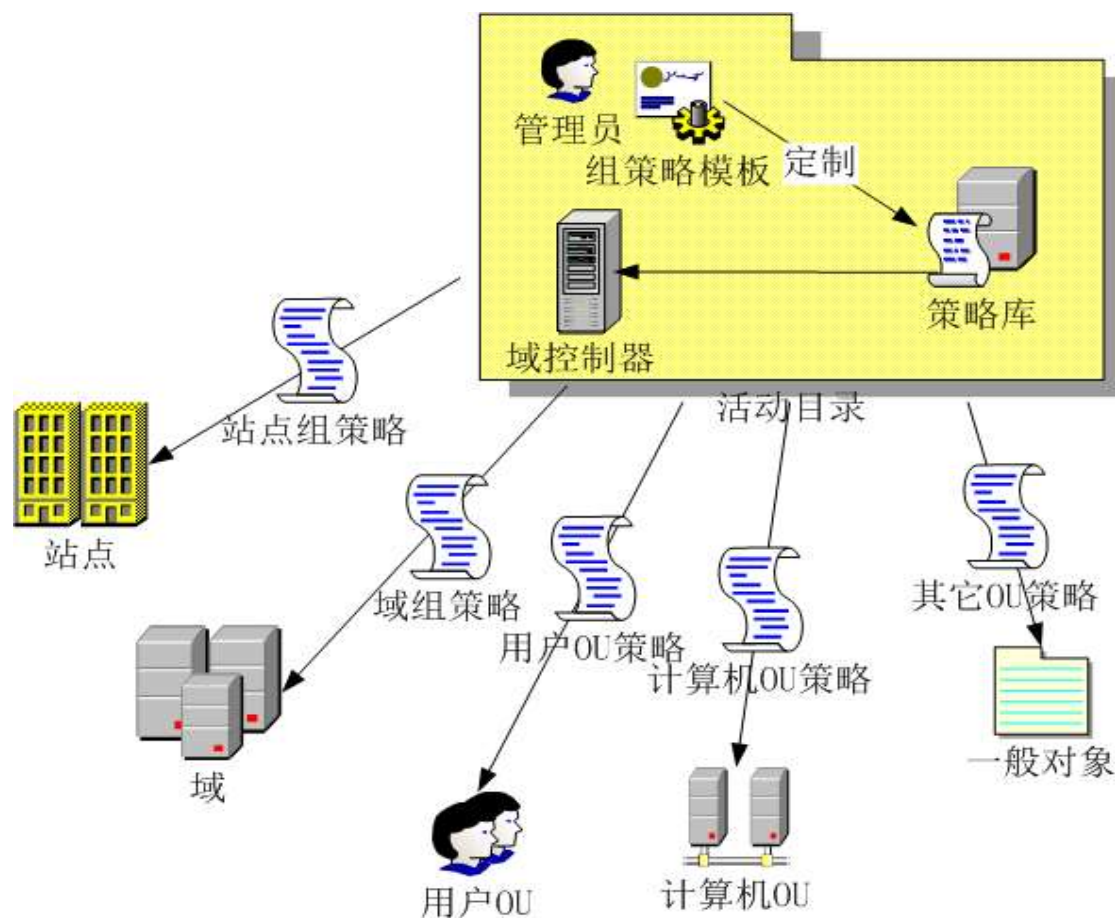 管理员
组策略模板
定制
策略库
域控制器
活动目录
站点组策略
站点
域组策略
用户OU策略
计算机OU策略
其它OU策略
域
用户OU
计算机OU
一般对象